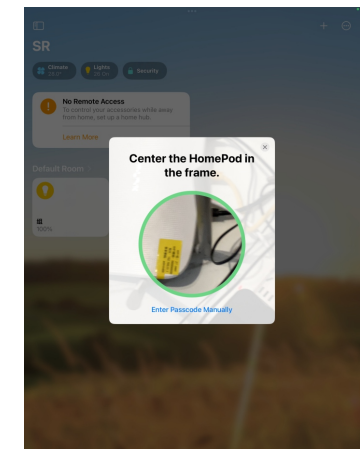 SR
Climate
Lights
Security
No Remote Access
To control your accessories while away
from home, set up a home hub.
Learn More
Default Room
100%
Center the HomePod in
the frame.
Enter Passcode Manually